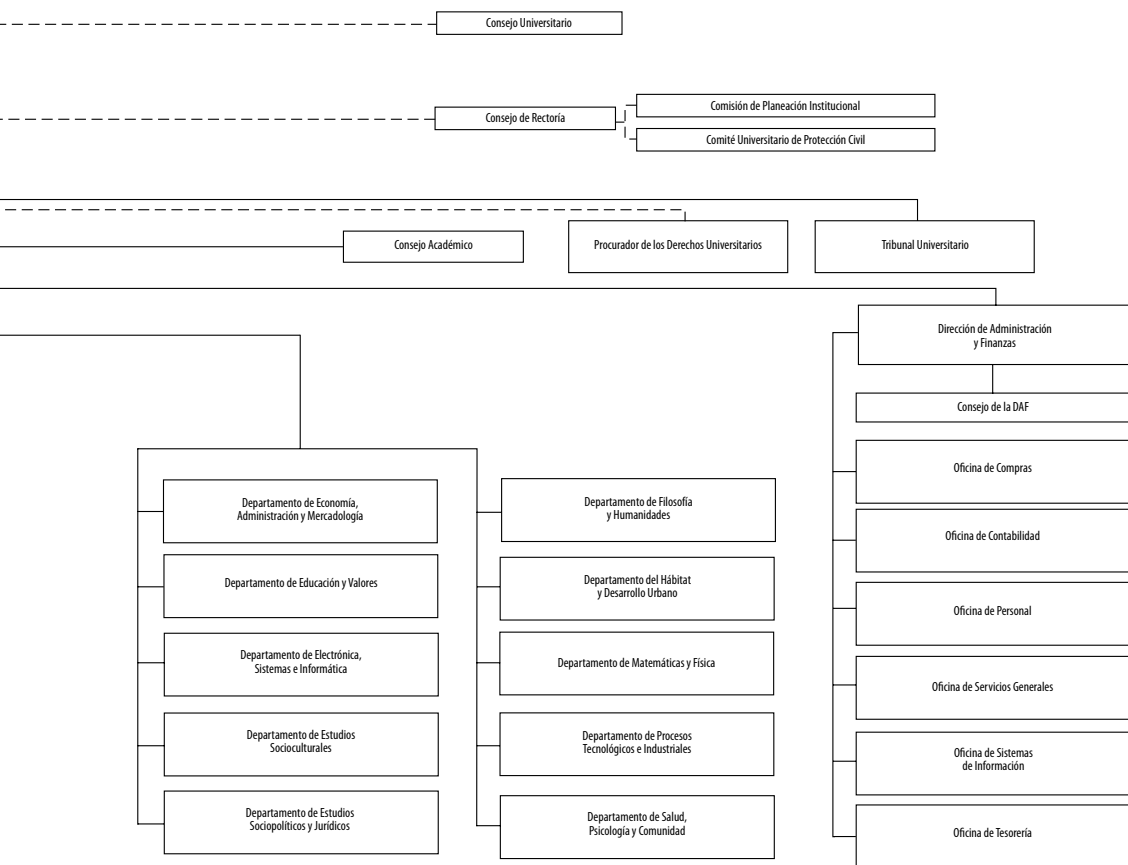 Consejo Universitario
Consejo de Rectoría
Comisión de Planeación Institucional
Comité Universitario de Protección Civil
Consejo Académico
Procurador de los Derechos Universitarios
Tribunal Universitario
Dirección de Administración
y Finanzas
Consejo de la DAF
Oficina de Compras
Oficina de Contabilidad
Oficina de Personal
Oficina de Servicios Generales
Oficina de Sistemas
de Información
Oficina de Tesorería
Departamento de Economía,
Administración y Mercadología
Departamento de Educación y Valores
Departamento de Electrónica,
Sistemas e Informática
Departamento de Estudios
Socioculturales
Departamento de Estudios
Sociopolíticos y Jurídicos
Departamento de Filosofía
y Humanidades
Departamento del Hábitat
y Desarrollo Urbano
Departamento de Matemáticas y Física
Departamento de Procesos
Tecnológicos e Industriales
Departamento de Salud,
Psicología y Comunidad